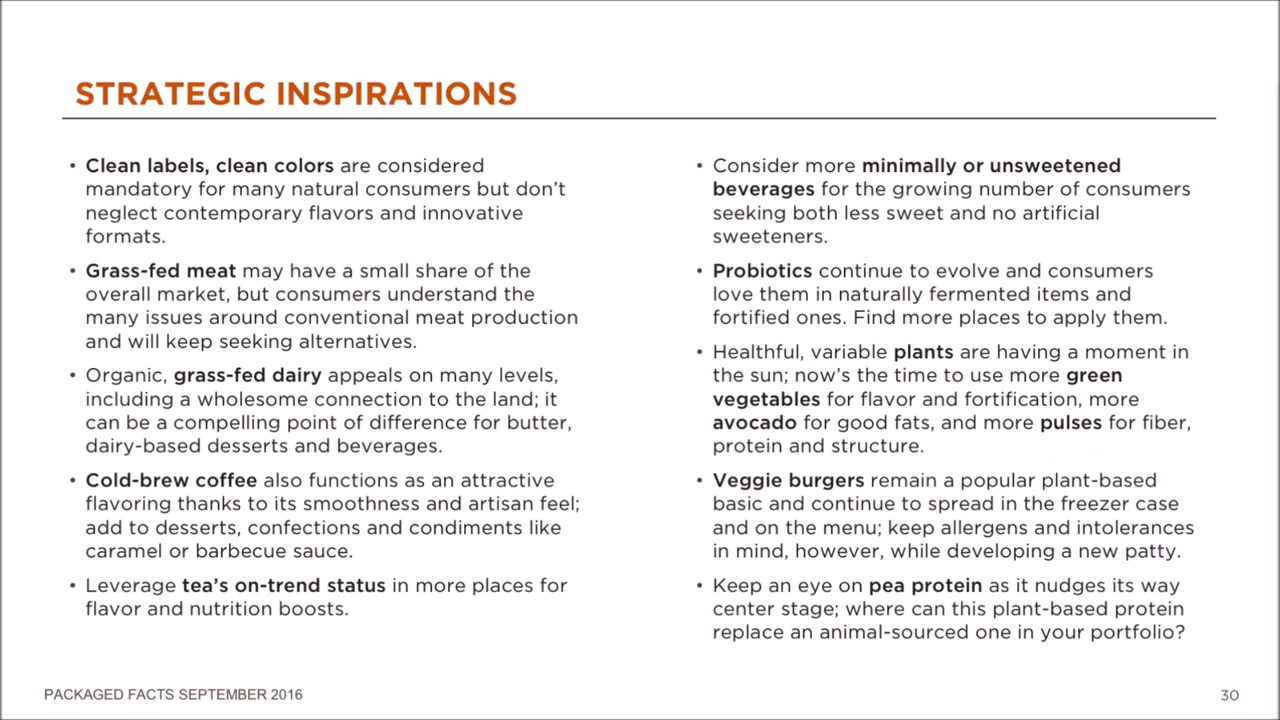 STRATEGIC INSPIRATIONS
• Clean labels, clean colors are considered
mandatory for many natural consumers but don’t
neglect contemporary flavors and innovative
formats.
• Grass-fed meat may have a small share of the
overall market, but consumers understand the
many issues around conventional meat production
and will keep seeking alternatives.
• Organic, grass-fed dairy appeals on many levels,
including a wholesome connection to the land; it
can be a compelling point of difference for butter,
dairy-based desserts and beverages.
• Cold-brew coffee also functions as an attractive
flavoring thanks to its smoothness and artisan feel;
add to desserts, confections and condiments like
caramel or barbecue sauce.
• Leverage tea’s on-trend status in more places for
flavor and nutrition boosts.
• Consider more minimally or unsweetened
beverages for the growing number of consumers
seeking both less sweet and no artificial
sweeteners.
• Probiotics continue to evolve and consumers
love them in naturally fermented items and
fortified ones. Find more places to apply them.
• Healthful, variable plants are having a moment in
the sun; now’s the time to use more green
vegetables for flavor and fortification, more
avocado for good fats, and more pulses for fiber,
protein and structure.
• Veggie burgers remain a popular plant-based
basic and continue to spread in the freezer case
and on the menu; keep allergens and intolerances
in mind, however, while developing a new patty.
• Keep an eye on pea protein as it nudges its way
center stage; where can this plant-based protein
replace an animal-sourced one in your portfolio?
PACKAGED FACTS SEPTEMBER 2016
30